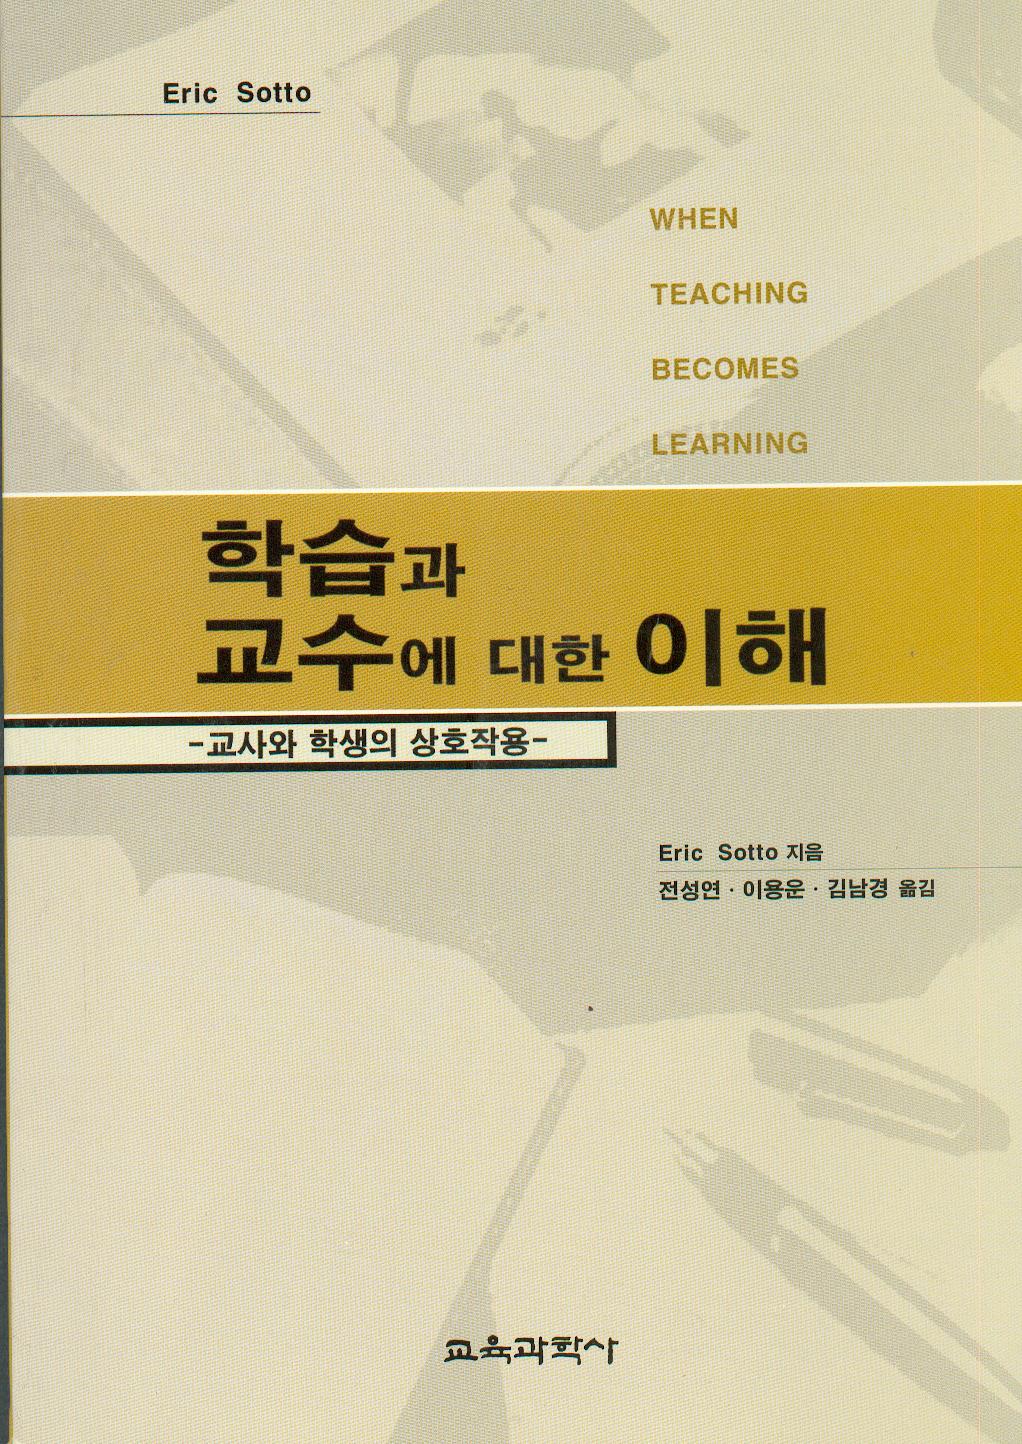 Eric Sotto
WHEN
TEACHING
BECOMES
LEARNING
학습과
교수에 대한 이해
-교사와 학생의 상호작용-
Eric Sotto 지음
전성연·이용운·김남경 옮김
교육과학사